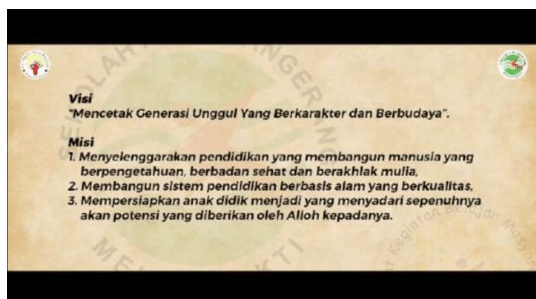 Visi
"Mencetak Generasi Unggul Yang Berkarakter dan Berbudaya".
Misi
1. Menyelenggarakan pendidikan yang membangun manusia yang
berpengetahuan, berbadan sehat dan berakhlak mulia,
2. Membangun sistem pendidikan berbasis alam yang berkualitas,
3. Mempersiapkan anak didik menjadi yang menyadari sepenuhnya
akan potensi yang diberikan oleh Alloh kepadanya.